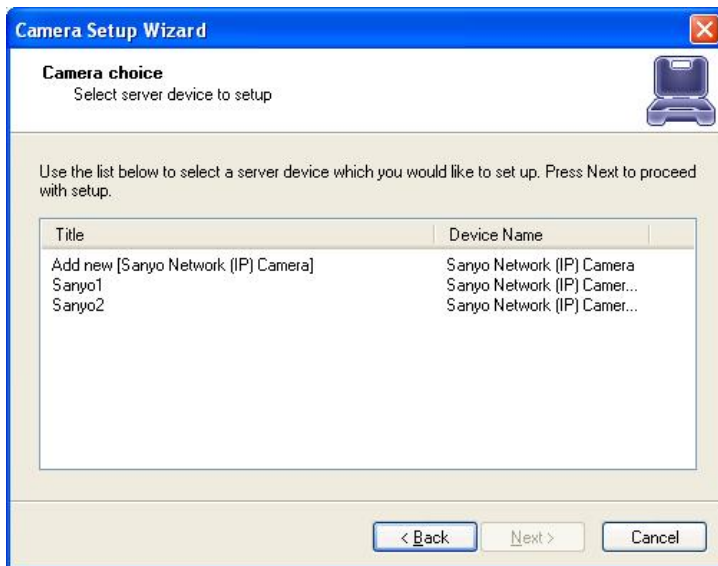 Camera Setup Wizard
Camera choice
Select server device to setup
Use the list below to select a server device which you would like to set up. Press Next to proceed
with setup.
Title Device Name
Add new [Sanyo Network (IP) Camera] Sanyo Network (IP) Camera
Sanyo1 Sanyo Network (IP) Camer...
Sanyo2 Sanyo Network (IP) Camer...
< Back Next > Cancel